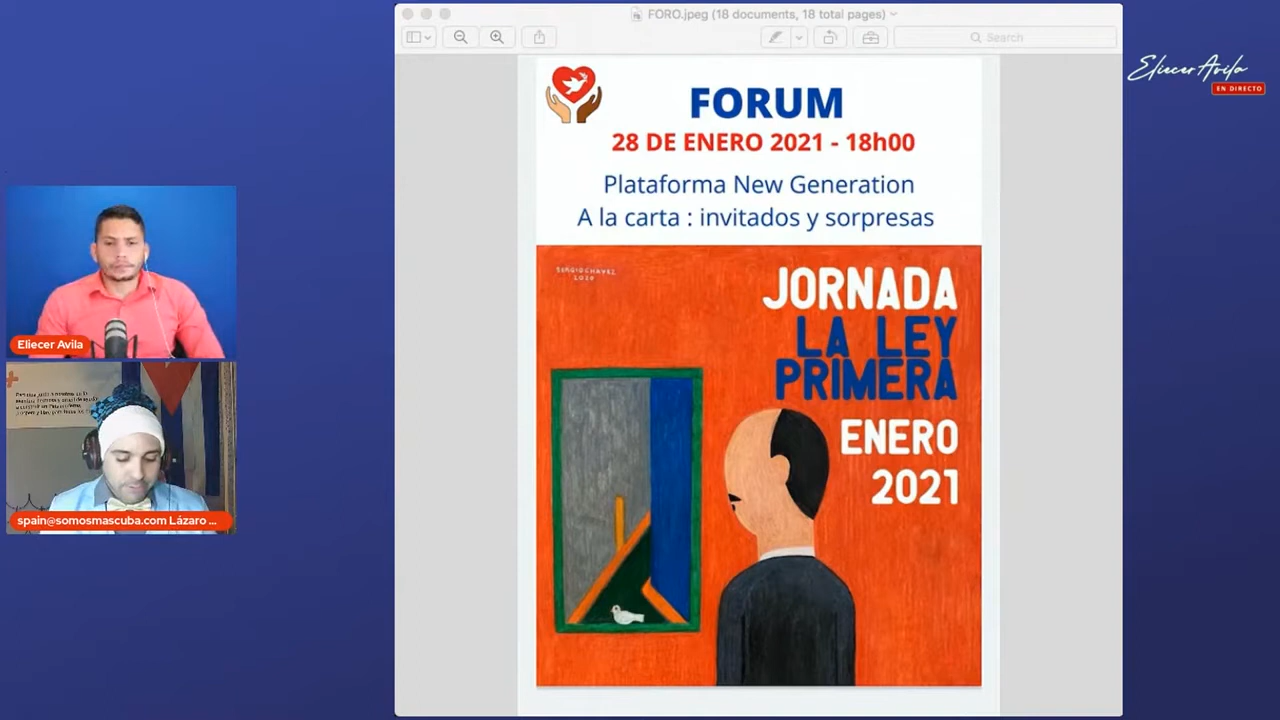 FORO.jpeg (18 documents, 18 total pages)
Search
Eliecer Avila
EN DIRECTO
FORUM
28 DE ENERO 2021 - 18h00
Plataforma New Generation
A la carta : invitados y sorpresas
SERGIO CHAVEZ
2020
JORNADA
LA LEY
PRIMERA
ENERO
2021
Eliecer Avila
spain@somosmascuba.com Lázaro ...